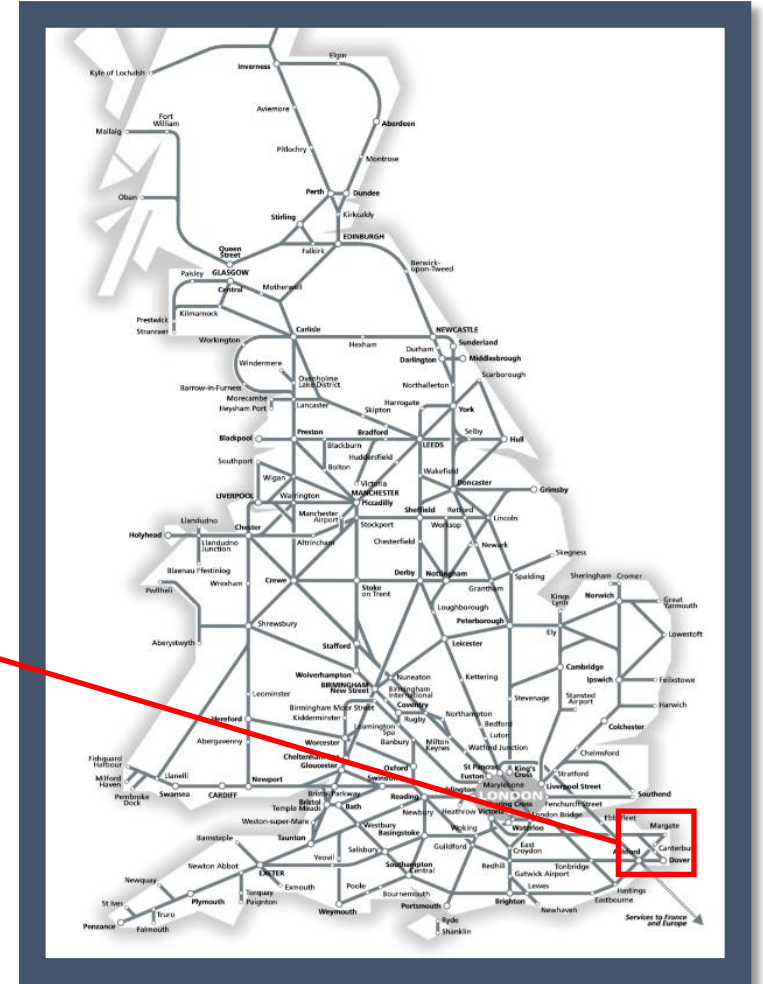 Elgin
Inverness
Kyle of Lochalsh
Aviemore
Fort
William
Mallaig
Aberdeen
Pitlochry
Montrose
Perth
Dundee
Oban
Stirling
Kirkcaldy
EDINBURGH
Queen
Street
Falkirk
Berwick-
upon-Tweed
Paisley
GLASGOW
Central
Motherwell
Prestwick
Kilmarnock
Stranraer
Carlisle
NEWCASTLE
Workington
Hexham
Durham
Sunderland
Darlington
Middlesbrough
Windermere
Scarborough
Oxenholme
Lake District
Northallerton
Barrow-in-Furness
Morecambe
Heysham Port
Lancaster
Harrogate
York
Skipton
Blackpool
Preston
Bradford
LEEDS
Selby
Hull
Blackburn
Huddersfield
Southport
Bolton
Wakefield
Wigan
Victoria
MANCHESTER
Piccadilly
Doncaster
Grimsby
LIVERPOOL
Warrington
Manchester
Airport
Sheffield
Retford
Llandudno
Stockport
Worksop
Lincoln
Holyhead
Chester
Llandudno
Junction
Altrincham
Chesterfield
Newark
Skegness
Blaenau Ffestiniog
Derby
Nottingham
Spalding
Sheringham
Cromer
Pwllheli
Wrexham
Crewe
Stoke
on Trent
Grantham
Kings
Lynn
Norwich
Great
Yarmouth
Loughborough
Peterborough
Shrewsbury
Ely
Lowestoft
Aberystwyth
Stafford
Leicester
Wolverhampton
Nuneaton
Kettering
Cambridge
BIRMINGHAM
New Street
Birmingham
International
Ipswich
Felixstowe
Leominster
Coventry
Stevenage
Stansted
Airport
Birmingham Moor Street
Kidderminster
Rugby
Northampton
Harwich
Hereford
Leamington
Spa
Bedford
Colchester
Abergavenny
Worcester
Banbury
Milton
Keynes
Luton
Watford Junction
Chelmsford
Fishguard
Harbour
Cheltenham
Gloucester
Oxford
St Pancras
King's
Cross
Euston
Stratford
Milford
Haven
Llanelli
Newport
Swindon
Marylebone
Liverpool Street
Pembroke
Dock
Swansea
CARDIFF
Bristol Parkway
Reading
LONDON
Southend
Bristol
Temple Meads
Bath
Fenchurch Street
Newbury
Heathrow
Victoria
London Bridge
Weston-super-Mare
Westbury
Basingstoke
Woking
Waterloo
Margate
Barnstaple
Taunton
Salisbury
Guildford
East
Croydon
Ashford
Yeovil
Newton Abbot
Southampton
Central
Redhill
Tonbridge
Dover
EXETER
Gatwick Airport
Newquay
Exmouth
Poole
Lewes
Hastings
Torquay
Paignton
Bournemouth
Eastbourne
St Ives
Plymouth
Weymouth
Portsmouth
Brighton
Newhaven
Truro
Ryde
Services to France
and Europe
Penzance
Falmouth
Shanklin